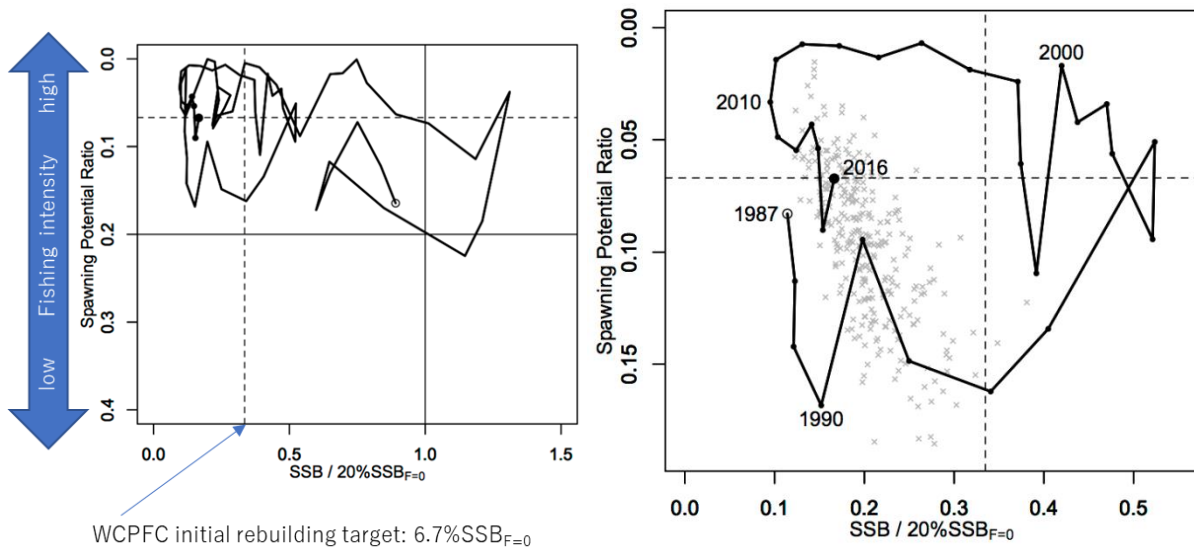 low Fishing intensity high
Spawning Potential Ratio
0.0
0.1
0.2
0.3
0.4
0.0 0.5 1.0 1.5
SSB / 20%SSBF=0
WCPFC initial rebuilding target: 6.7%SSBF=0
Spawning Potential Ratio
0.00
0.05
0.10
0.15
2000
2010
2016
1987
1990
0.0 0.1 0.2 0.3 0.4 0.5
SSB / 20%SSBF=0